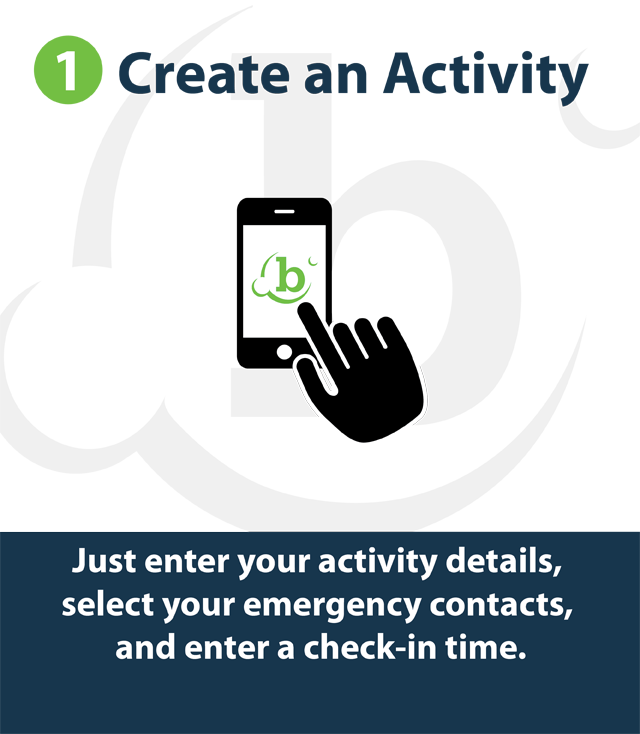 1 Create an Activity
b
Just enter your activity details,
select your emergency contacts,
and enter a check-in time.